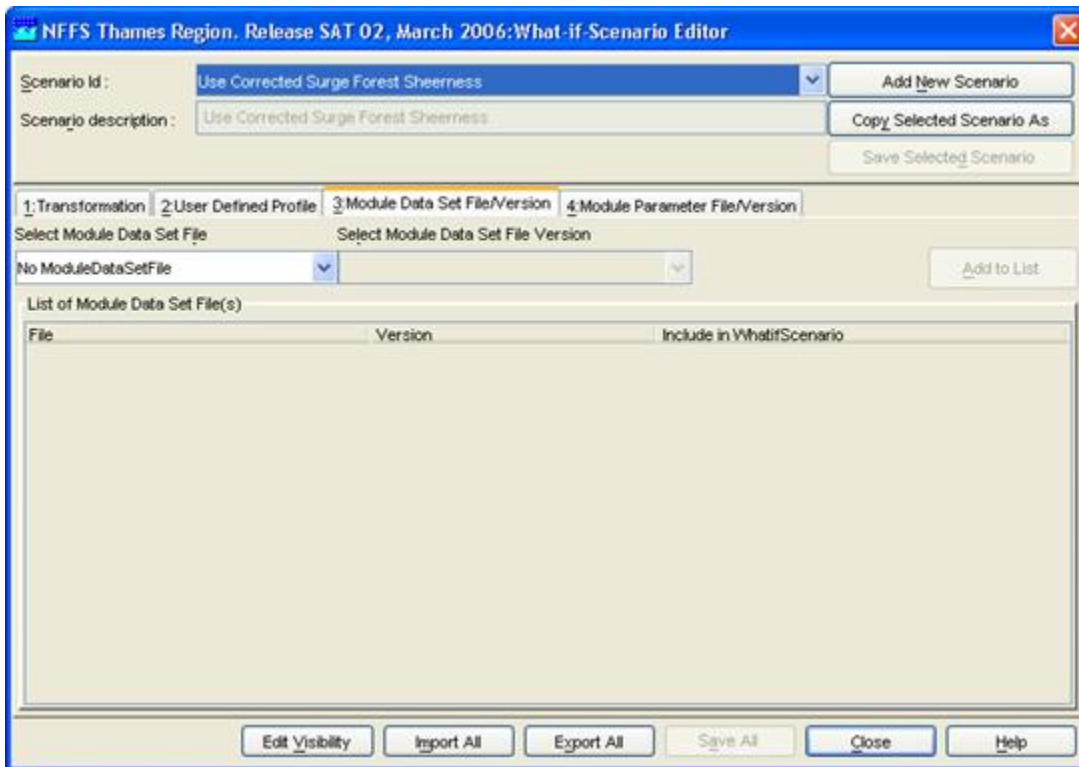 NFFS Thames Region. Release SAT 02, March 2006:What-if-Scenario Editor
Scenario Id :
Use Corrected Surge Forest Sheerness
Add New Scenario
Scenario description :
Use Corrected Surge Forest Sheerness
Copy Selected Scenario As
Save Selected Scenario
1:Transformation
2:User Defined Profile
3:Module Data Set File/Version
4:Module Parameter File/Version
Select Module Data Set File
Select Module Data Set File Version
No ModuleDataSetFile
Add to List
List of Module Data Set File(s)
File
Version
Include in WhatifScenario
Edit Visibility
Import All
Export All
Save All
Close
Help